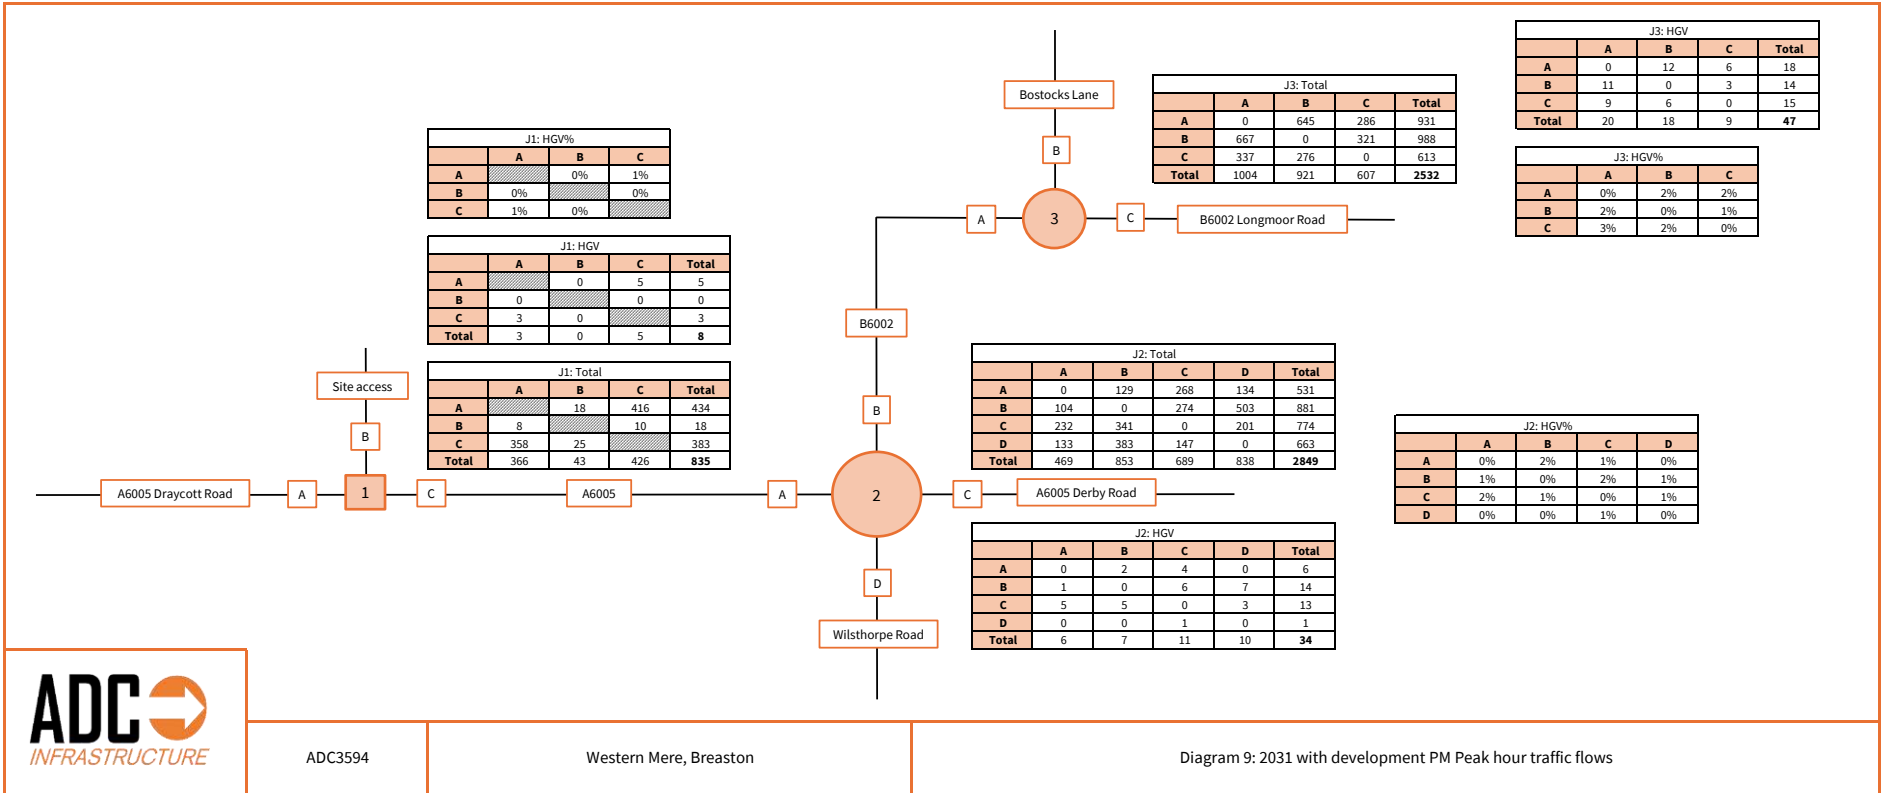 J3: HGV
A B C Total
A 0 12 6 18
B 11 0 3 14
C 9 6 0 15
Total 20 18 9 47
Bostocks Lane
J3: Total
A B C Total
A 0 645 286 931
B 667 0 321 988
C 337 276 0 613
Total 1004 921 607 2532
J1: HGV%
A B C
A 0% 1%
B 0% 0%
C 1% 0%
B
J3: HGV%
A B C
A 0% 2% 2%
B 2% 0% 1%
C 3% 2% 0%
A 3 C B6002 Longmoor Road
J1: HGV
A B C Total
A 0 5 5
B 0 0 0
C 3 0 3
Total 3 0 5 8
B6002
J1: Total
A B C Total
A 18 416 434
B 8 10 18
C 358 25 383
Total 366 43 426 835
Site access
B
B
J2: Total
A B C D Total
A 0 129 268 134 531
B 104 0 274 503 881
C 232 341 0 201 774
D 133 383 147 0 663
Total 469 853 689 838 2849
J2: HGV%
A B C D
A 0% 2% 1% 0%
B 1% 0% 2% 1%
C 2% 1% 0% 1%
D 0% 0% 1% 0%
A6005 Draycott Road A 1 C A6005 A 2 C A6005 Derby Road
J2: HGV
A B C D Total
A 0 2 4 0 6
B 1 0 6 7 14
C 5 5 0 3 13
D 0 0 1 0 1
Total 6 7 11 10 34
D
Wilsthorpe Road
ADC
INFRASTRUCTURE
ADC3594 Western Mere, Breaston Diagram 9: 2031 with development PM Peak hour traffic flows